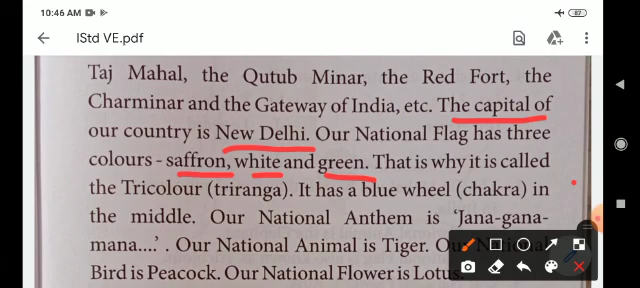 10:46 AM
87
IStd VE.pdf
Taj Mahal, the Qutub Minar, the Red Fort, the
Charminar and the Gateway of India, etc. The capital of
our country is New Delhi. Our National Flag has three
colours - saffron, white and green. That is why it is called
the Tricolour (triranga). It has a blue wheel (chakra) in
the middle. Our National Anthem is ‘Jana-gana-
mana....’ . Our National Animal is Tiger.
Bird is Peacock. Our National Flower is Lotus.